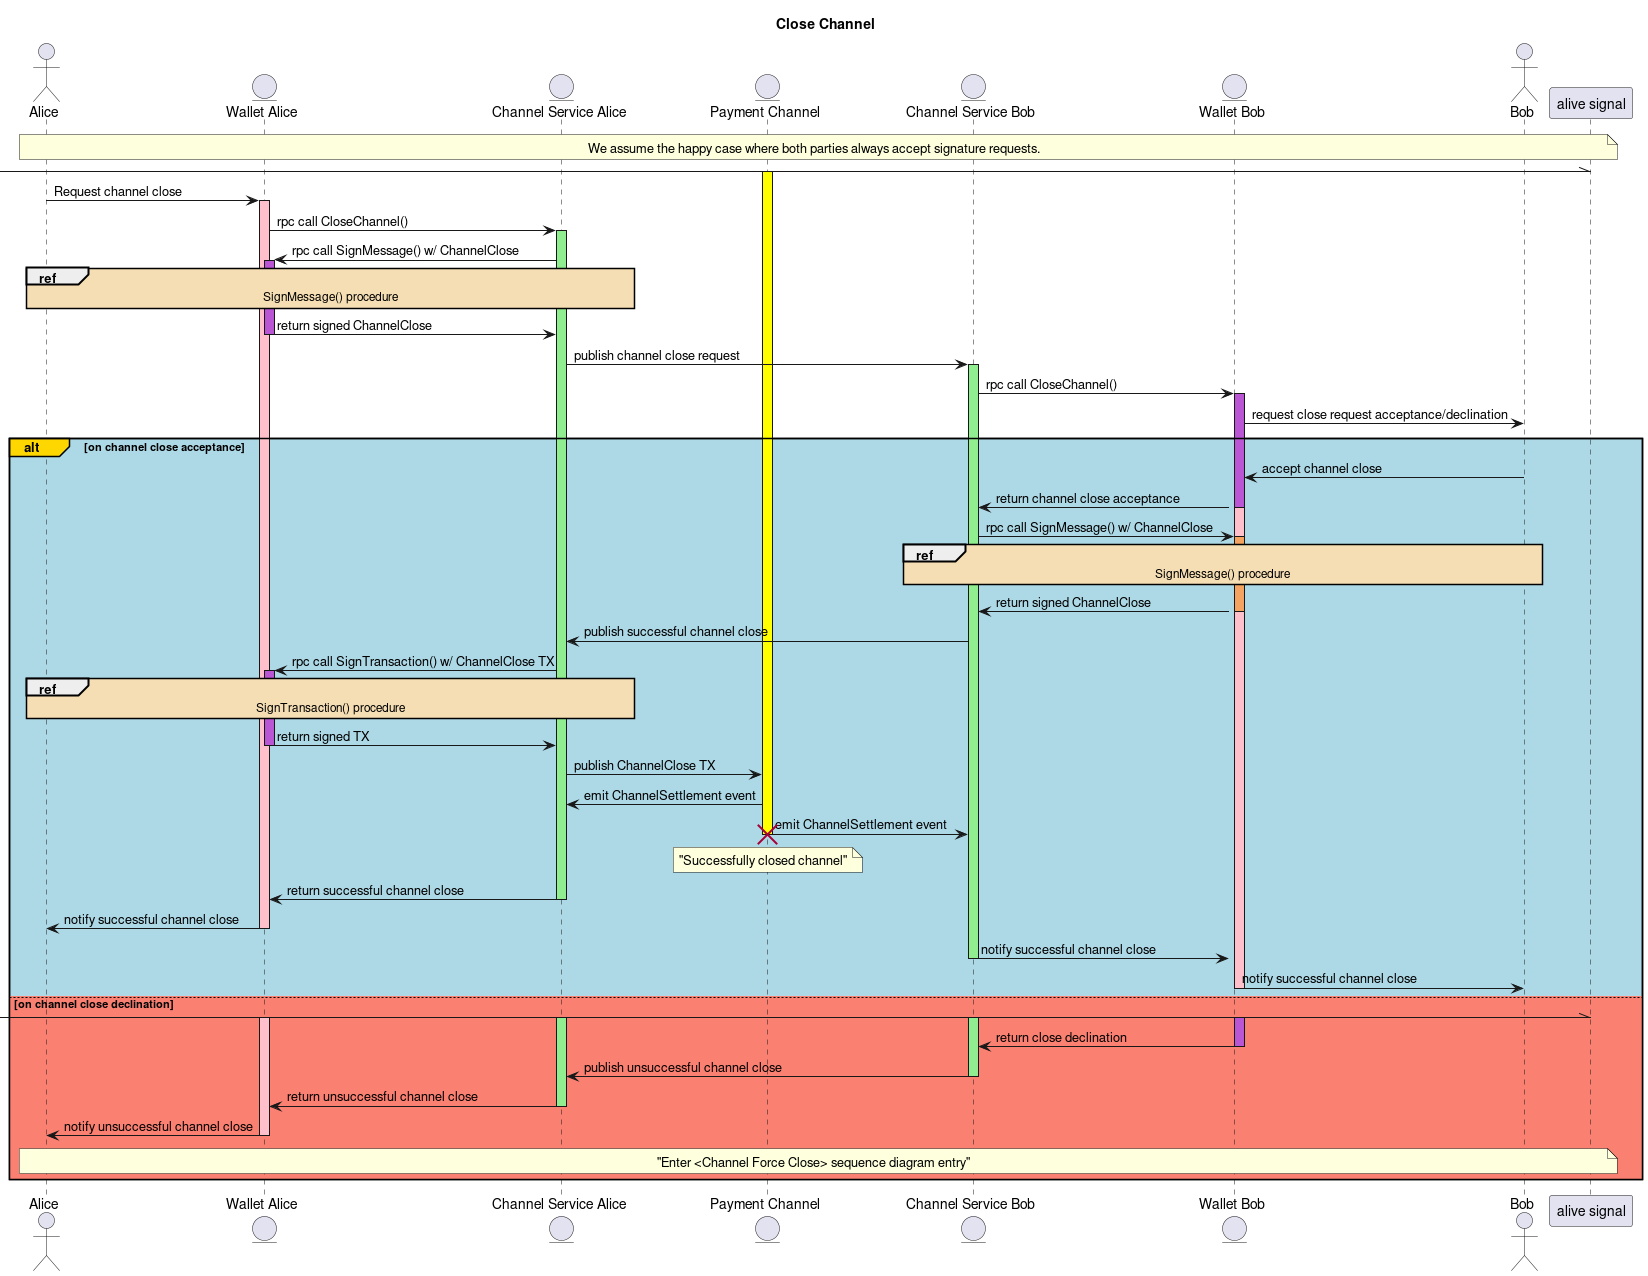 Close Channel
Alice
Wallet Alice
Channel Service Alice
Payment Channel
Channel Service Bob
Wallet Bob
Bob
alive signal
We assume the happy case where both parties always accept signature requests.
Request channel close
rpc call CloseChannel()
rpc call SignMessage() w/ ChannelClose
ref
SignMessage() procedure
return signed ChannelClose
publish channel close request
rpc call CloseChannel()
request close request acceptance/declination
alt
[on channel close acceptance]
accept channel close
return channel close acceptance
rpc call SignMessage() w/ ChannelClose
ref
SignMessage() procedure
return signed ChannelClose
publish successful channel close
rpc call SignTransaction() w/ ChannelClose TX
ref
SignTransaction() procedure
return signed TX
publish ChannelClose TX
emit ChannelSettlement event
emit ChannelSettlement event
"Successfully closed channel"
return successful channel close
notify successful channel close
notify successful channel close
notify successful channel close
[on channel close declination]
return close declination
publish unsuccessful channel close
return unsuccessful channel close
notify unsuccessful channel close
"Enter <Channel Force Close> sequence diagram entry"
Alice
Wallet Alice
Channel Service Alice
Payment Channel
Channel Service Bob
Wallet Bob
Bob
alive signal